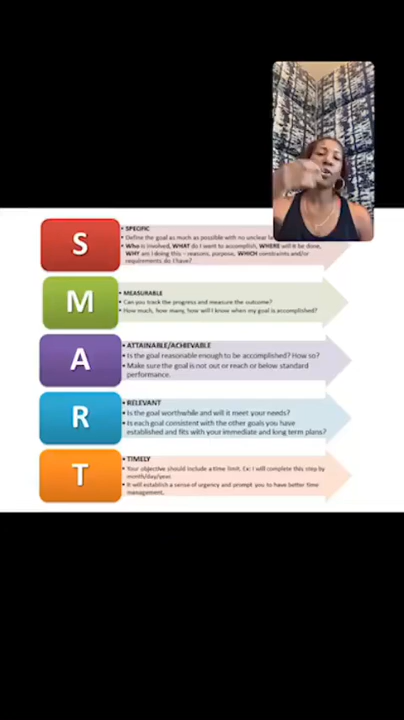 S
• SPECIFIC
• Define the goal as much as possible with no unclear
• Who is involved, WHAT do I want to accomplish, WHERE will it be done,
WHY am I doing this – reasons, purpose, WHICH constraints and/or
requirements do I have?
M
• MEASURABLE
• Can you track the progress and measure the outcome?
• How much, how many, how will I know when my goal is accomplished?
A
• ATTAINABLE/ACHIEVABLE
• Is the goal reasonable enough to be accomplished? How so?
• Make sure the goal is not out or reach or below standard
performance.
R
• RELEVANT
• Is the goal worthwhile and will it meet your needs?
• Is each goal consistent with the other goals you have
established and fits with your immediate and long term plans?
T
• TIMELY
• Your objective should include a time limit. Ex: I will complete this step by
month/day/year.
• It will establish a sense of urgency and prompt you to have better time
management.